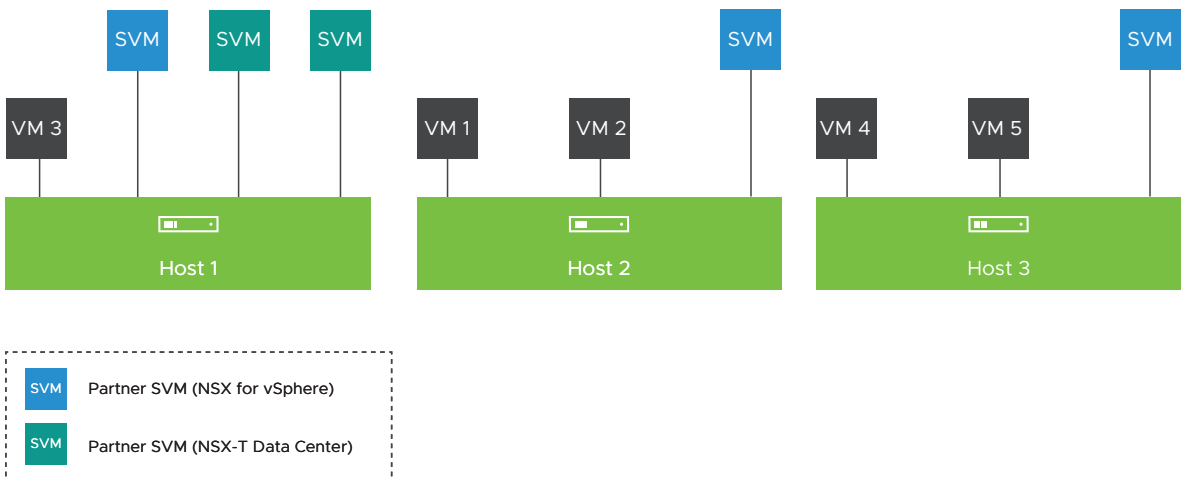 SVM
SVM
SVM
SVM
SVM
VM 3
VM 1
VM 2
VM 4
VM 5
Host 1
Host 2
Host 3
SVM
Partner SVM (NSX for vSphere)
SVM
Partner SVM (NSX-T Data Center)